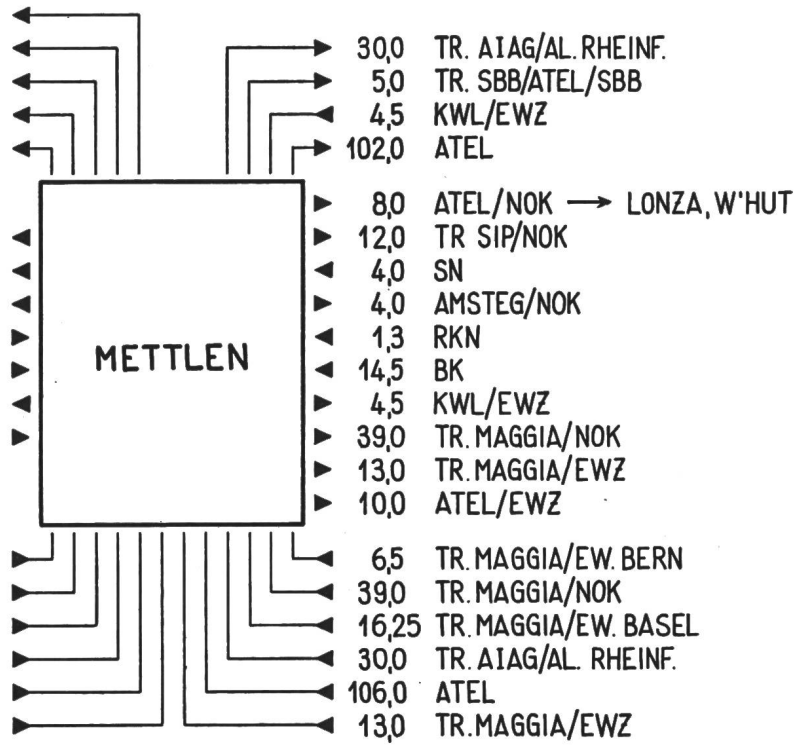 30,0 TR. AIAG/AL. RHEINF.
5,0 TR. SBB/ATEL/SBB
4,5 KWL/EWZ
102,0 ATEL
8,0 ATEL/NOK → LONZA, W'HUT
12,0 TR SIP/NOK
4,0 SN
4,0 AMSTEG/NOK
1,3 RKN
METTLEN
14,5 BK
4,5 KWL/EWZ
39,0 TR. MAGGIA/NOK
13,0 TR. MAGGIA/EWZ
10,0 ATEL/EWZ
6,5 TR. MAGGIA/EW. BERN
39,0 TR. MAGGIA/NOK
16,25 TR. MAGGIA/EW. BASEL
30,0 TR. AIAG/AL. RHEINF.
106,0 ATEL
13,0 TR. MAGGIA/EWZ